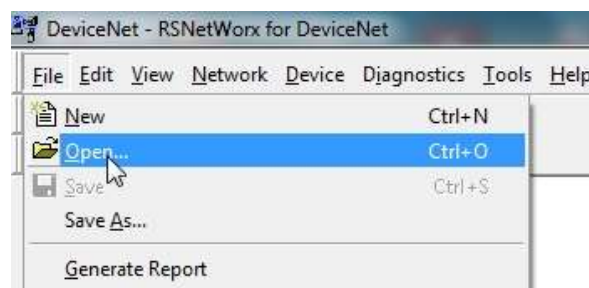 DeviceNet - RSNetWorx for DeviceNet
File Edit View Network Device Diagnostics Tools Help
New Ctrl+N
Open... Ctrl+O
Save Ctrl+S
Save As...
Generate Report